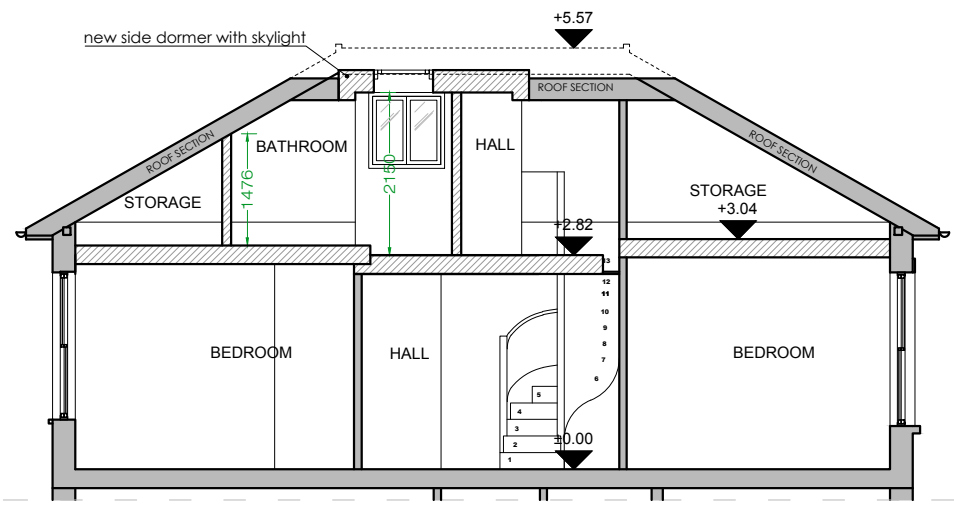 +5.57
new side dormer with skylight
ROOF SECTION
ROOF SECTION
BATHROOM
HALL
ROOF SECTION
1476
2150
STORAGE
STORAGE
+3.04
+2.82
13
12
11
10
9
8
7
6
BEDROOM
HALL
BEDROOM
5
4
3
2
1
±0.00